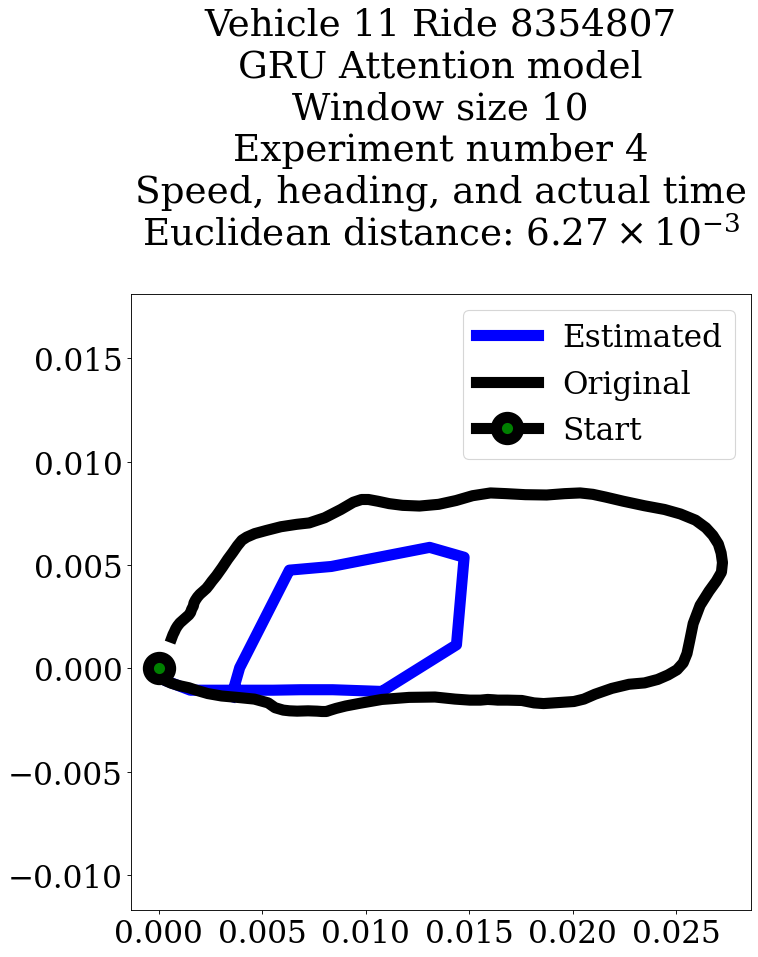 Vehicle 11 Ride 8354807
GRU Attention model
Window size 10
Experiment number 4
Speed, heading, and actual time
Euclidean distance: 6.27 × 10⁻³
Estimated
Original
Start
0.015
0.010
0.005
0.000
−0.005
−0.010
0.000 0.005 0.010 0.015 0.020 0.025